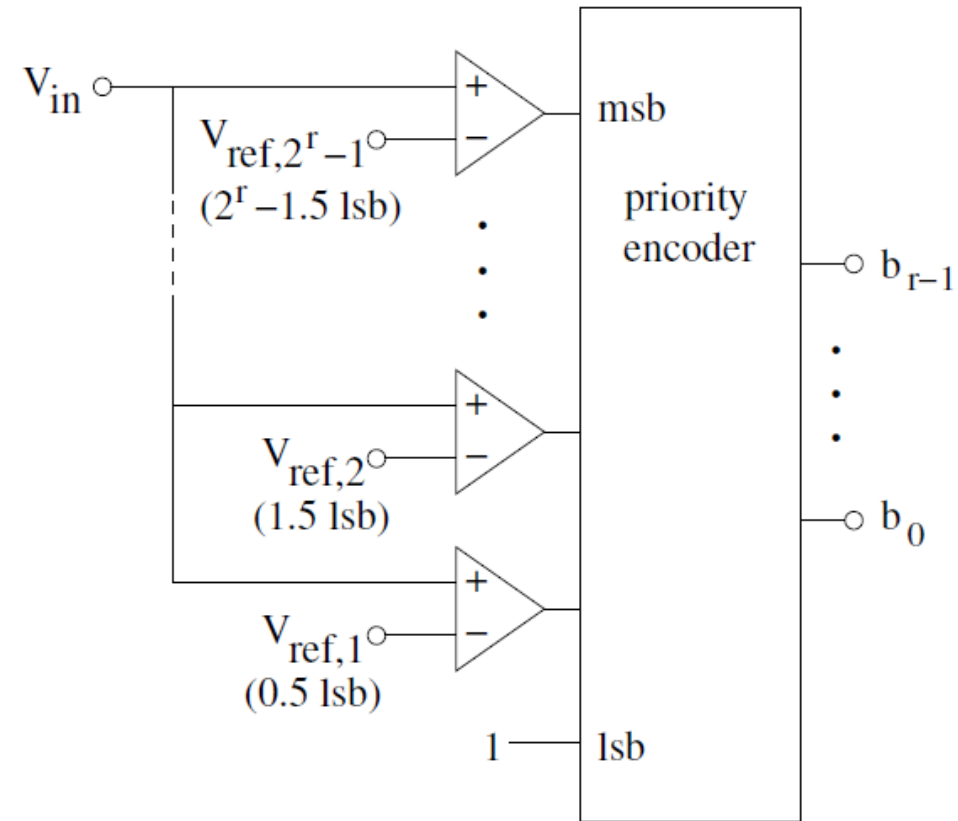 V_in
+
−
msb
V_ref,2^r−1
(2^r−1.5 lsb)
priority
encoder
b_r−1
+
−
V_ref,2
(1.5 lsb)
b_0
+
−
V_ref,1
(0.5 lsb)
1
lsb